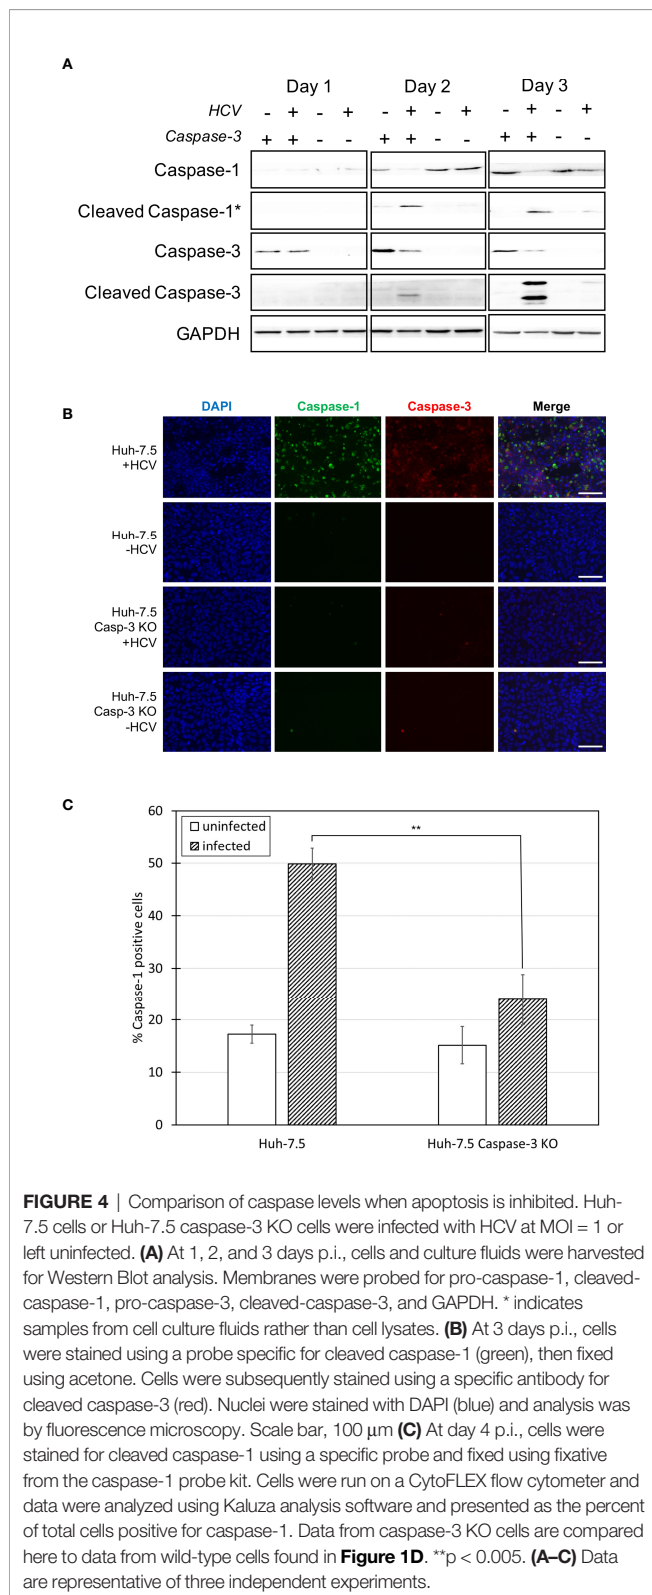 A
Day 1 Day 2 Day 3
HCV - + - + - + - + - + - +
Caspase-3 + + - - + + - - + + - -
Caspase-1
Cleaved Caspase-1*
Caspase-3
Cleaved Caspase-3
GAPDH
B
DAPI Caspase-1 Caspase-3 Merge
Huh-7.5
+HCV
Huh-7.5
-HCV
Huh-7.5
Casp-3 KO
+HCV
Huh-7.5
Casp-3 KO
-HCV
C
60
50
40
30
20
10
0
% Caspase-1 positive cells
uninfected
infected
**
Huh-7.5 Huh-7.5 Caspase-3 KO
FIGURE 4 | Comparison of caspase levels when apoptosis is inhibited. Huh-
7.5 cells or Huh-7.5 caspase-3 KO cells were infected with HCV at MOI = 1 or
left uninfected. (A) At 1, 2, and 3 days p.i., cells and culture fluids were harvested
for Western Blot analysis. Membranes were probed for pro-caspase-1, cleaved-
caspase-1, pro-caspase-3, cleaved-caspase-3, and GAPDH. * indicates
samples from cell culture fluids rather than cell lysates. (B) At 3 days p.i., cells
were stained using a probe specific for cleaved caspase-1 (green), then fixed
using acetone. Cells were subsequently stained using a specific antibody for
cleaved caspase-3 (red). Nuclei were stained with DAPI (blue) and analysis was
by fluorescence microscopy. Scale bar, 100 μm (C) At day 4 p.i., cells were
stained for cleaved caspase-1 using a specific probe and fixed using fixative
from the caspase-1 probe kit. Cells were run on a CytoFLEX flow cytometer and
data were analyzed using Kaluza analysis software and presented as the percent
of total cells positive for caspase-1. Data from caspase-3 KO cells are compared
here to data from wild-type cells found in Figure 1D. **p < 0.005. (A–C) Data
are representative of three independent experiments.